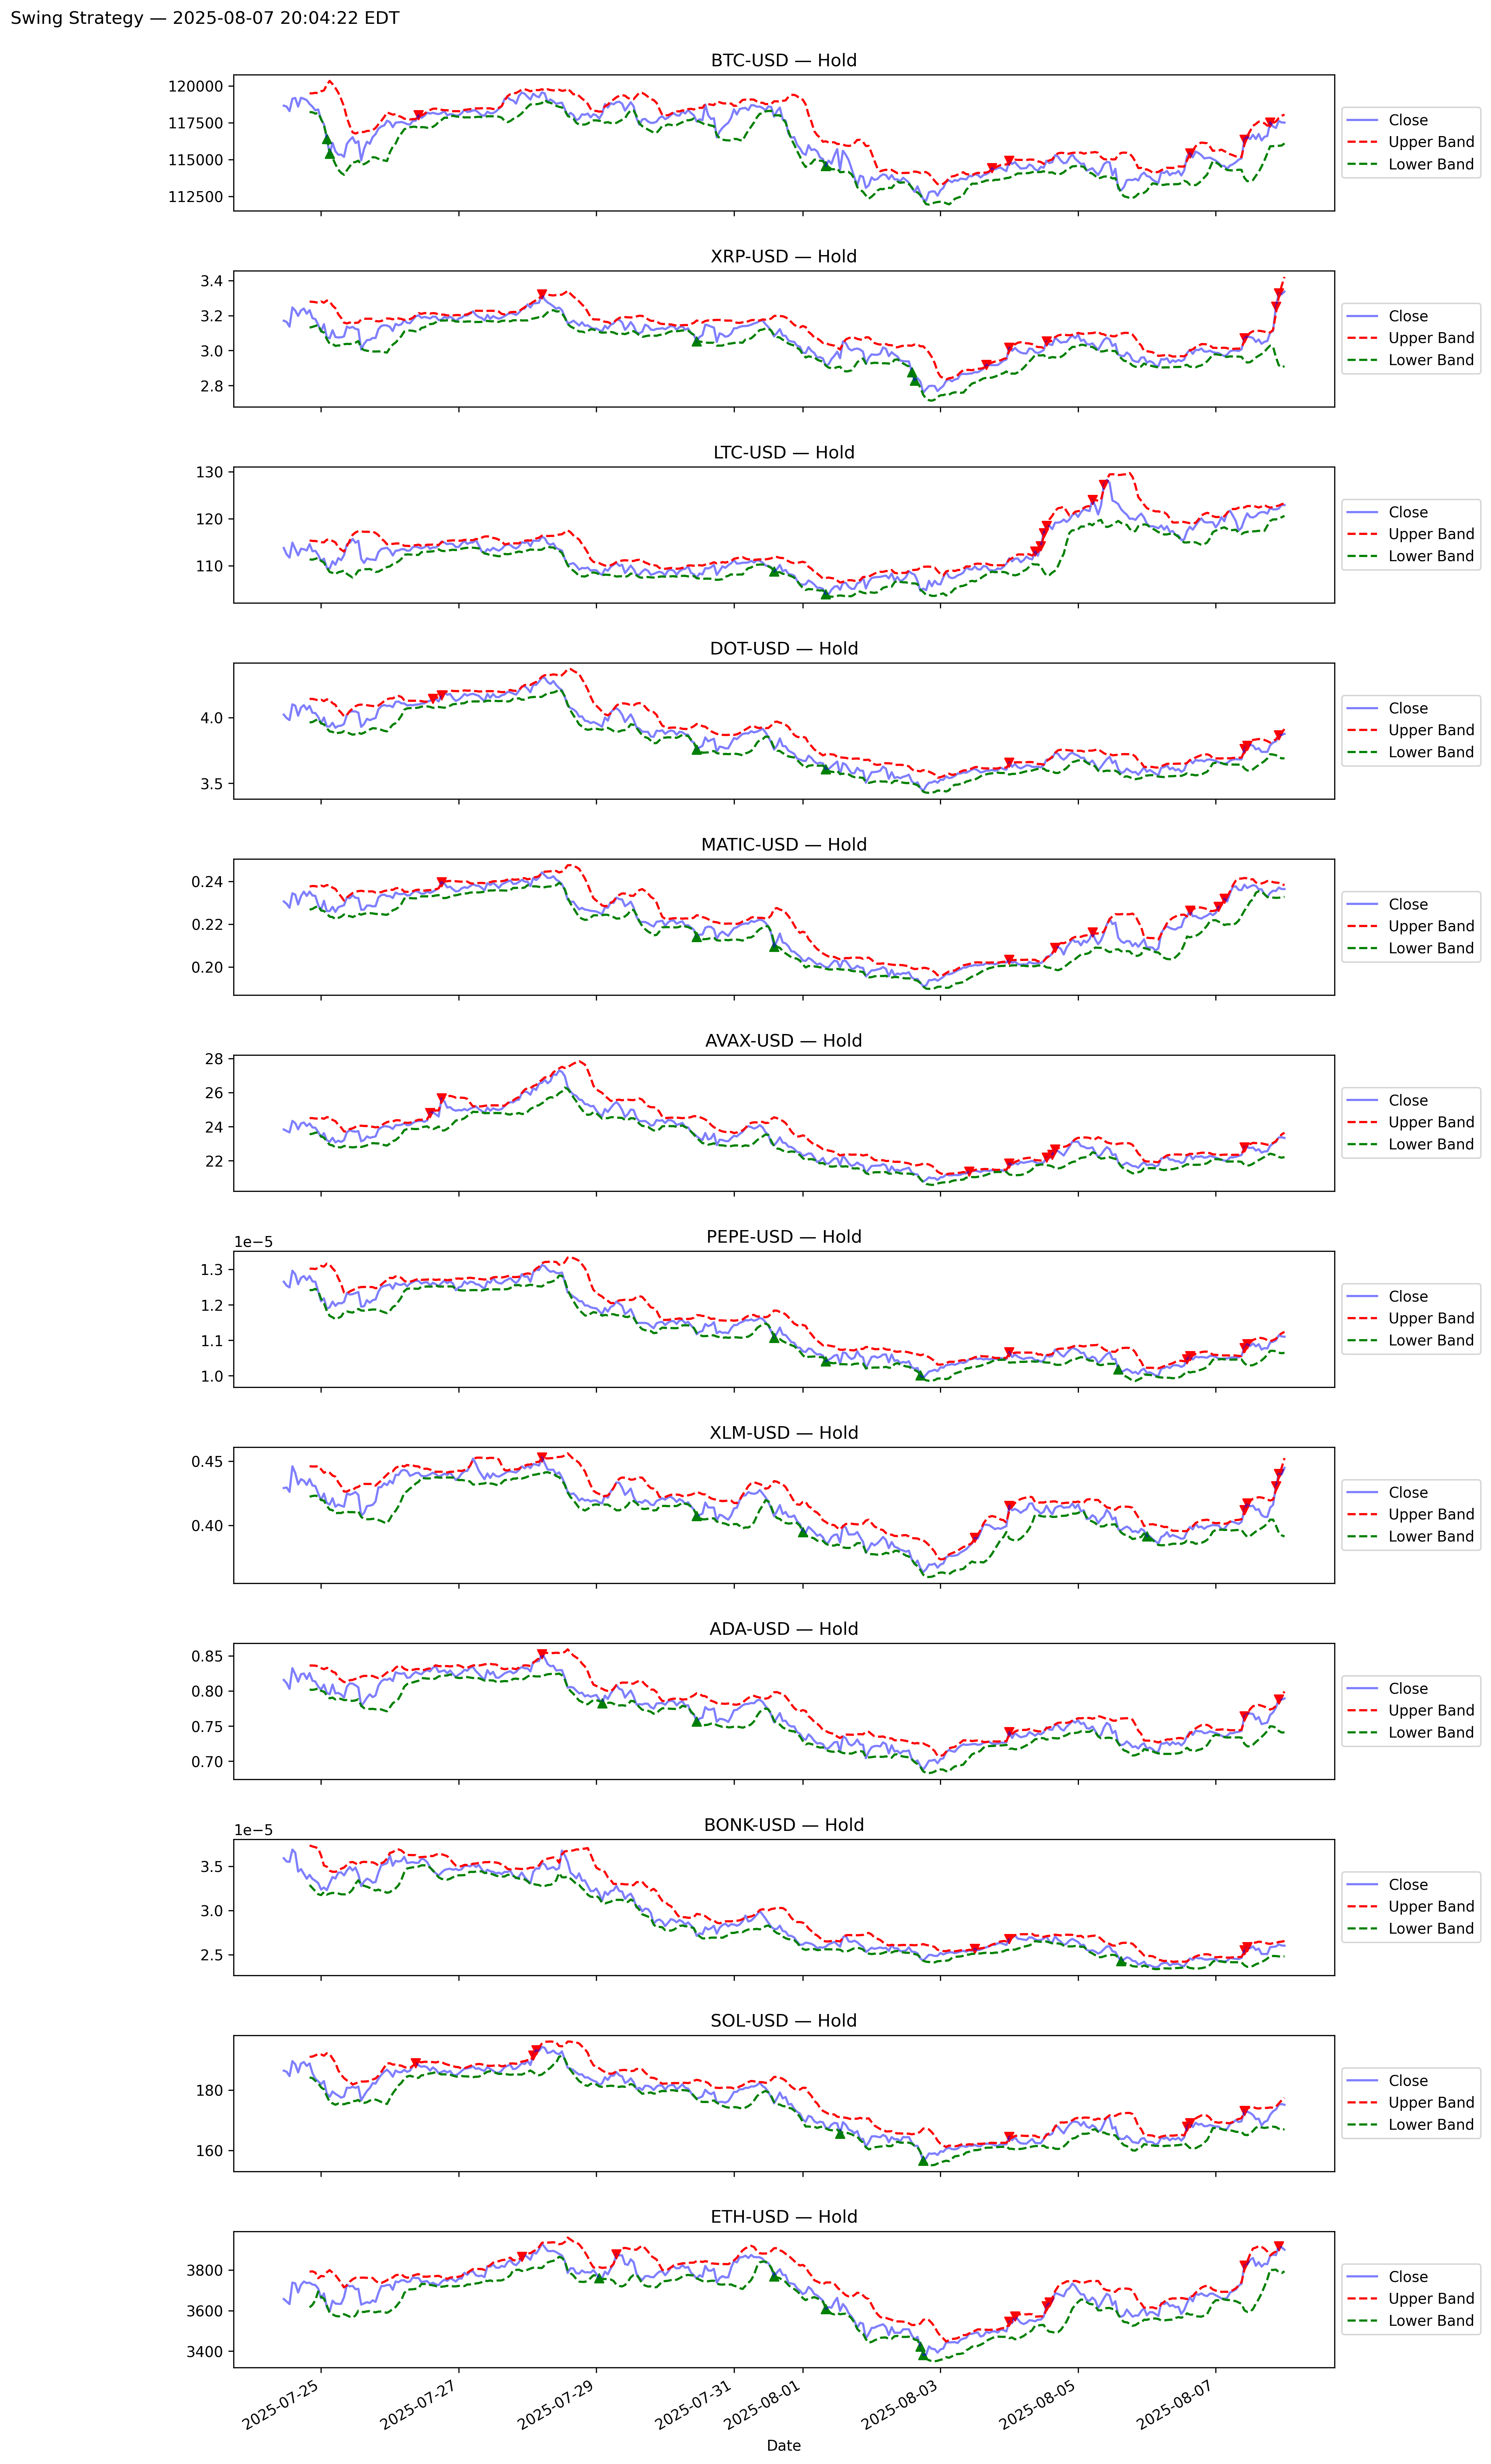 Swing Strategy — 2025-08-07 20:04:22 EDT
BTC-USD — Hold
120000
117500
115000
112500
Close
Upper Band
Lower Band
XRP-USD — Hold
3.4
3.2
3.0
2.8
Close
Upper Band
Lower Band
LTC-USD — Hold
130
120
110
Close
Upper Band
Lower Band
DOT-USD — Hold
4.0
3.5
Close
Upper Band
Lower Band
MATIC-USD — Hold
0.24
0.22
0.20
Close
Upper Band
Lower Band
AVAX-USD — Hold
28
26
24
22
Close
Upper Band
Lower Band
PEPE-USD — Hold
1e−5
1.3
1.2
1.1
1.0
Close
Upper Band
Lower Band
XLM-USD — Hold
0.45
0.40
Close
Upper Band
Lower Band
ADA-USD — Hold
0.85
0.80
0.75
0.70
Close
Upper Band
Lower Band
BONK-USD — Hold
1e−5
3.5
3.0
2.5
Close
Upper Band
Lower Band
SOL-USD — Hold
180
160
Close
Upper Band
Lower Band
ETH-USD — Hold
3800
3600
3400
Close
Upper Band
Lower Band
2025-07-25
2025-07-27
2025-07-29
2025-07-31
2025-08-01
2025-08-03
2025-08-05
2025-08-07
Date